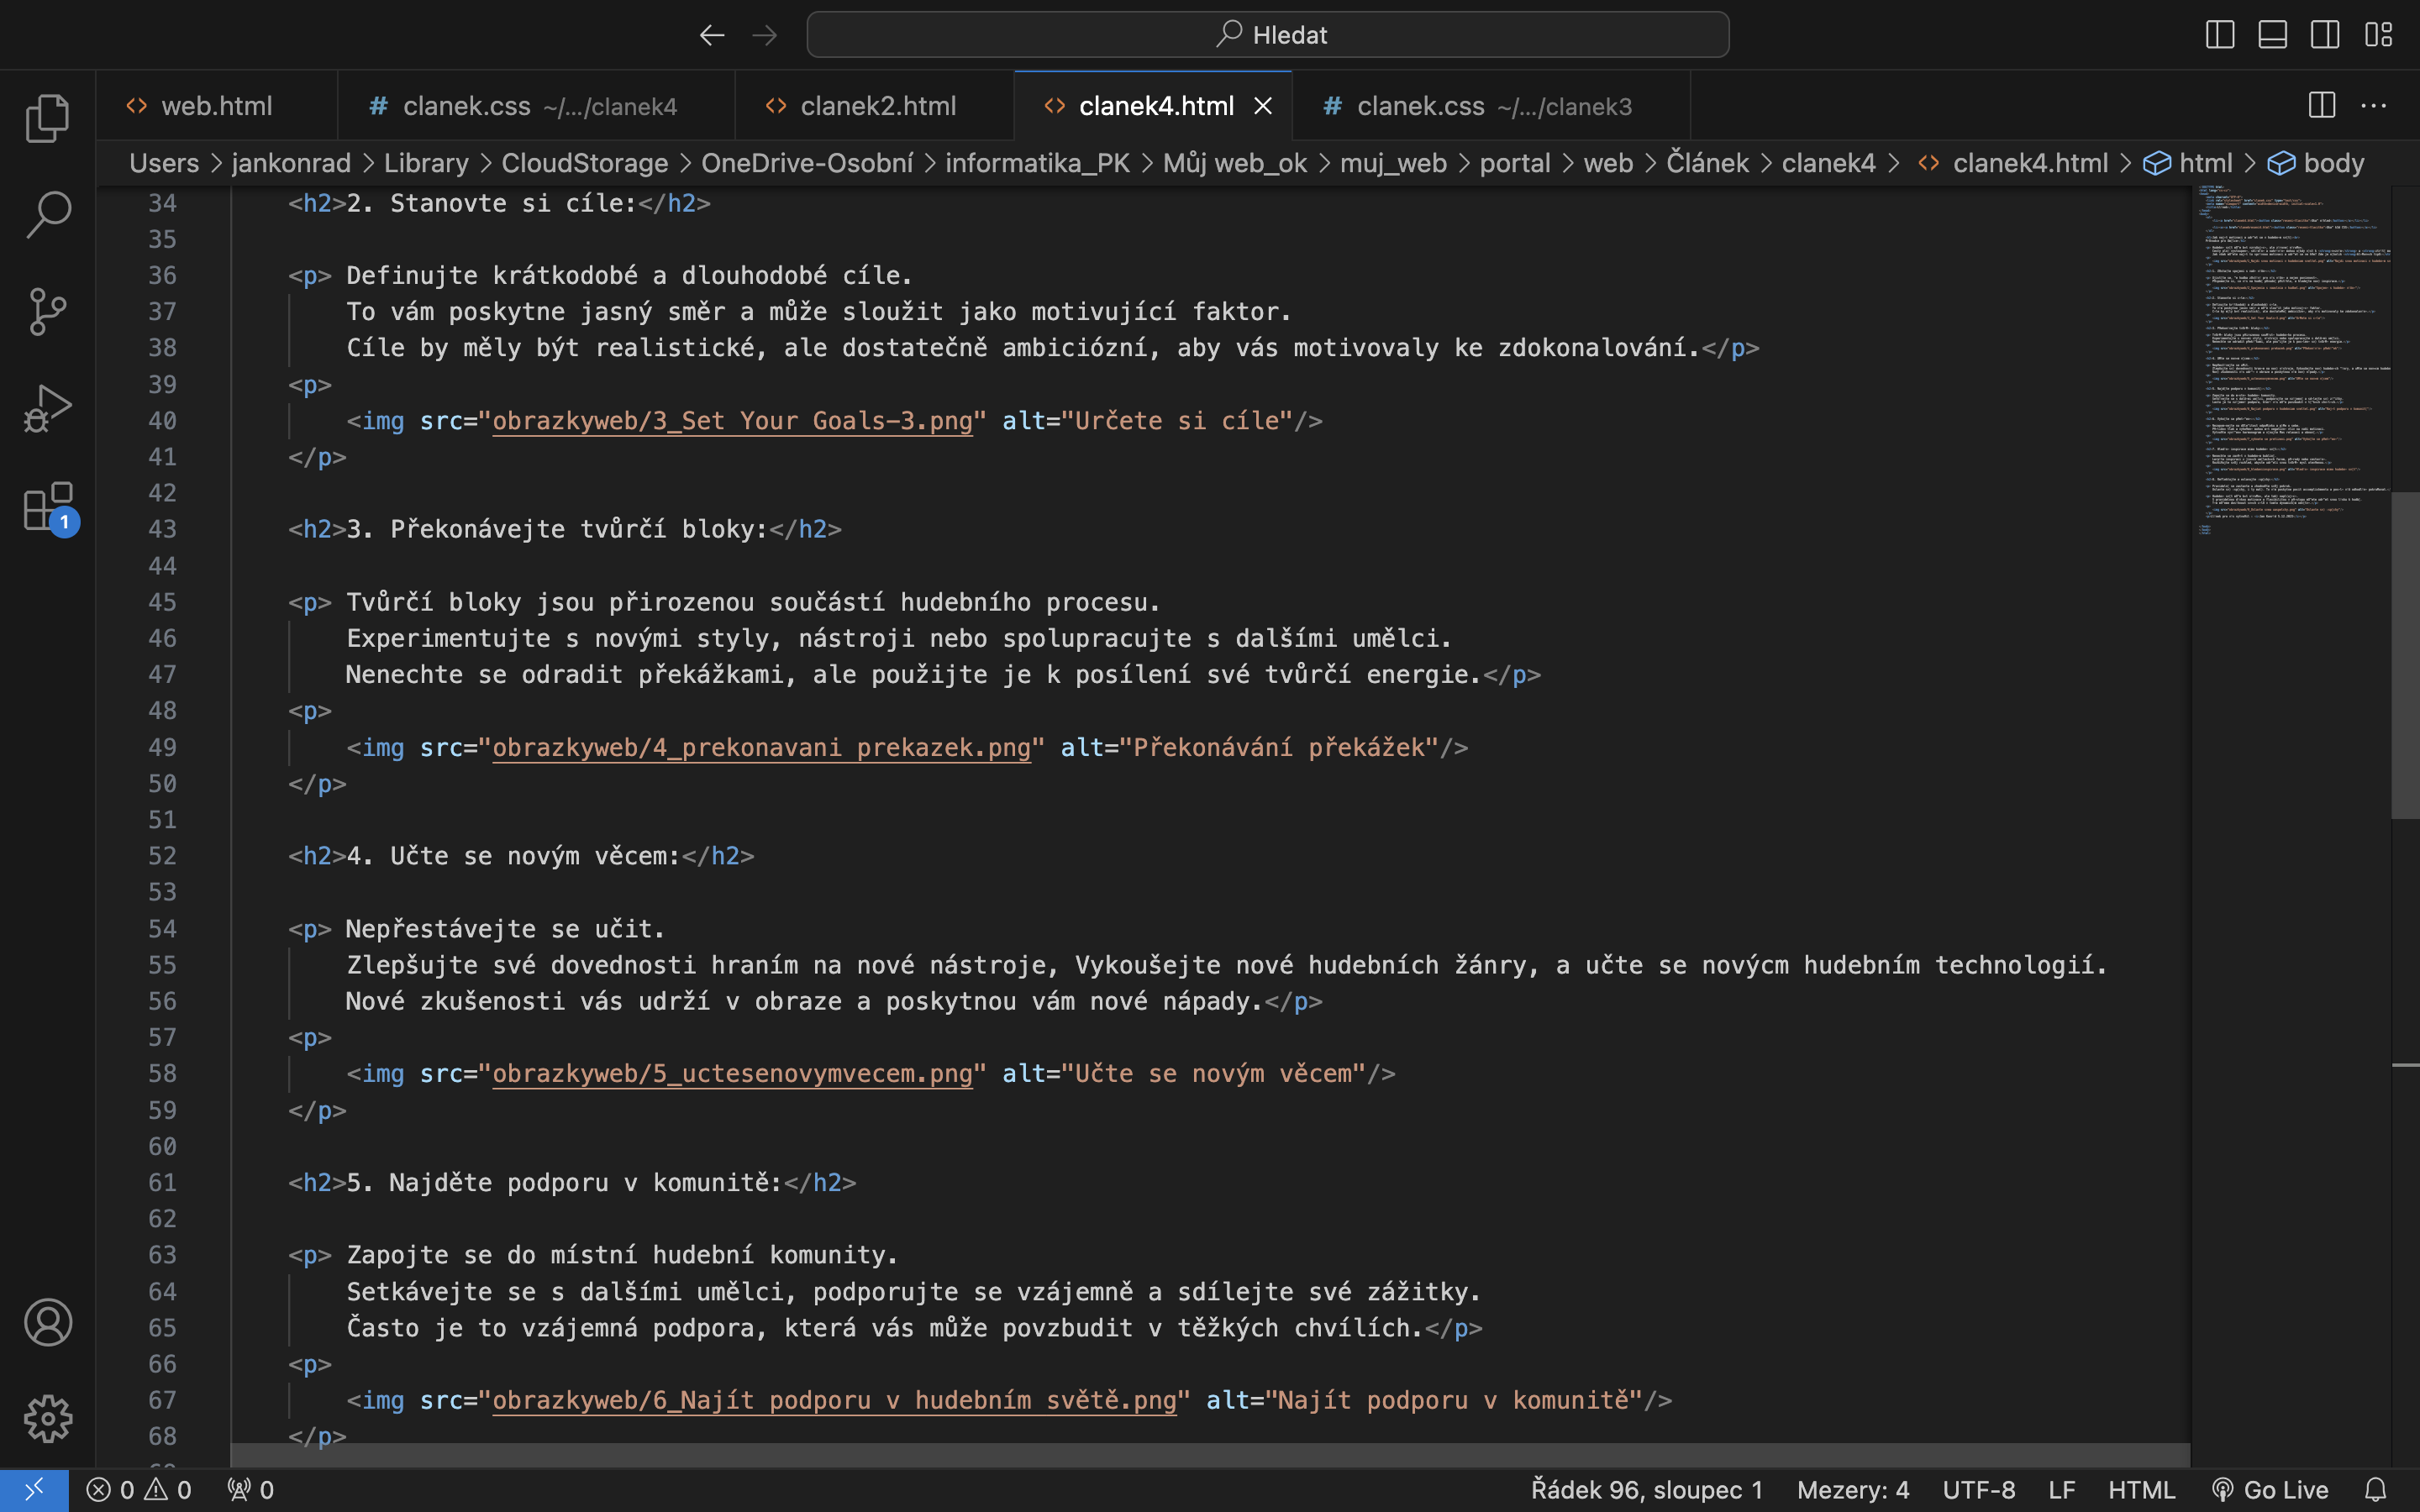 Hledat
web.html
clanek.css ~/.../clanek4
clanek2.html
clanek4.html
clanek.css ~/.../clanek3
Users > jankonrad > Library > CloudStorage > OneDrive-Osobní > informatika_PK > Můj web_ok > muj_web > portal > web > Článek > clanek4 > clanek4.html > html > body
34 <h2>2. Stanovte si cíle:</h2>
35
36 <p> Definujte krátkodobé a dlouhodobé cíle.
37 To vám poskytne jasný směr a může sloužit jako motivující faktor.
38 Cíle by měly být realistické, ale dostatečně ambiciózní, aby vás motivovaly ke zdokonalování.</p>
39 <p>
40 <img src="obrazkyweb/3_Set Your Goals-3.png" alt="Určete si cíle"/>
41 </p>
42
43 <h2>3. Překonávejte tvůrčí bloky:</h2>
44
45 <p> Tvůrčí bloky jsou přirozenou součástí hudebního procesu.
46 Experimentujte s novými styly, nástroji nebo spolupracujte s dalšími umělci.
47 Nenechte se odradit překážkami, ale použijte je k posílení své tvůrčí energie.</p>
48 <p>
49 <img src="obrazkyweb/4_prekonavani prekazek.png" alt="Překonávání překážek"/>
50 </p>
51
52 <h2>4. Učte se novým věcem:</h2>
53
54 <p> Nepřestávejte se učit.
55 Zlepšujte své dovednosti hraním na nové nástroje, Vykoušejte nové hudebních žánry, a učte se novýcm hudebním technologií.
56 Nové zkušenosti vás udrží v obraze a poskytnou vám nové nápady.</p>
57 <p>
58 <img src="obrazkyweb/5_uctesenovymvecem.png" alt="Učte se novým věcem"/>
59 </p>
60
61 <h2>5. Najděte podporu v komunitě:</h2>
62
63 <p> Zapojte se do místní hudební komunity.
64 Setkávejte se s dalšími umělci, podporujte se vzájemně a sdílejte své zážitky.
65 Často je to vzájemná podpora, která vás může povzbudit v těžkých chvílích.</p>
66 <p>
67 <img src="obrazkyweb/6_Najít podporu v hudebním světě.png" alt="Najít podporu v komunitě"/>
68 </p>
1
0 0 0
Řádek 96, sloupec 1
Mezery: 4
UTF-8
LF
HTML
Go Live